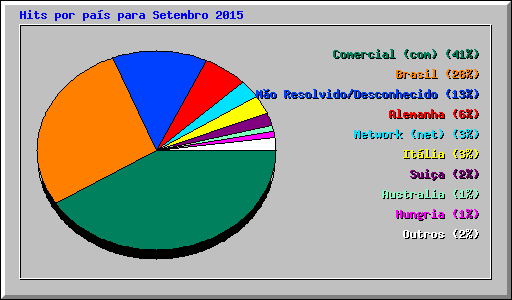 Hits por país para Setembro 2015
Comercial (com) (41%)
Brasil (28%)
Não Resolvido/Desconhecido (13%)
Alemanha (6%)
Network (net) (3%)
Itália (3%)
Suiça (2%)
Australia (1%)
Hungria (1%)
Outros (2%)